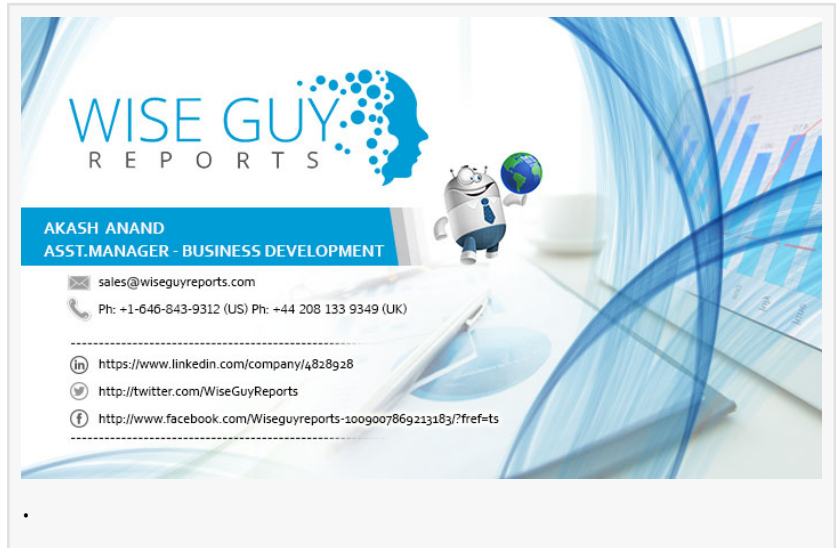 WISE GUY
REPORTS
AKASH ANAND
ASST.MANAGER - BUSINESS DEVELOPMENT
sales@wiseguyreports.com
Ph: +1-646-843-9312 (US) Ph: +44 208 133 9349 (UK)
in https://www.linkedin.com/company/4828928
http://twitter.com/WiseGuyReports
f http://www.facebook.com/Wiseguyreports-1009007869213183/?fref=ts